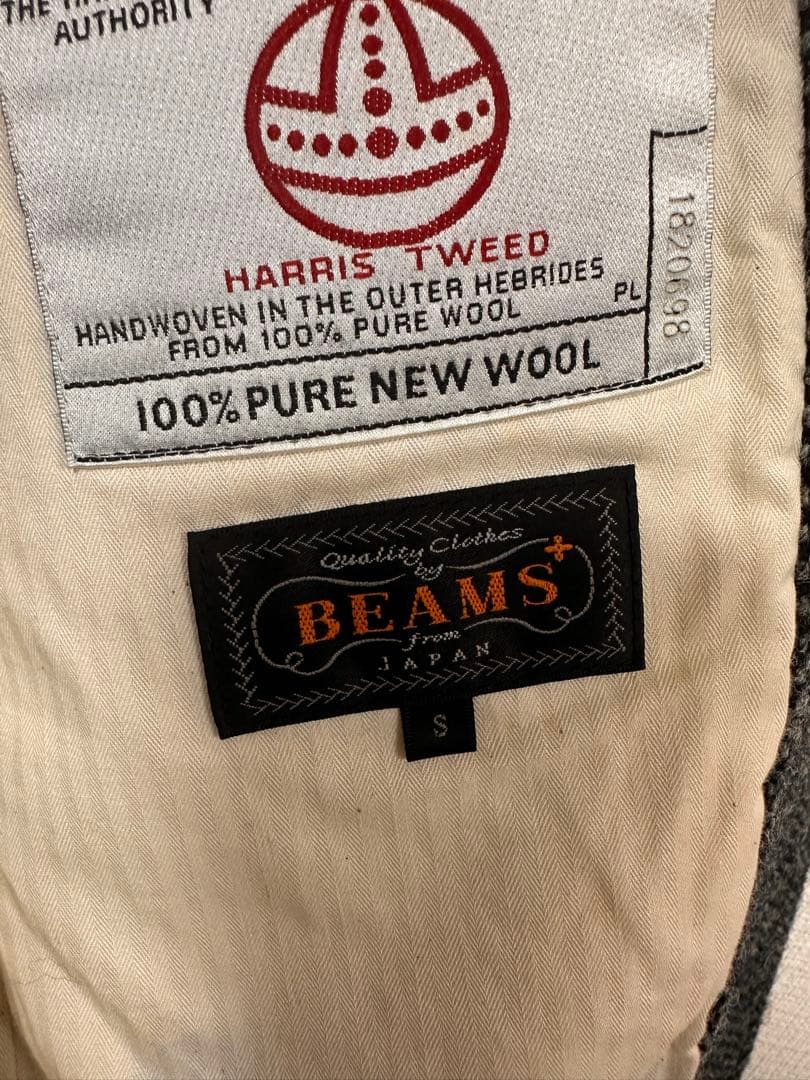 THE
AUTHORITY
HARRIS TWEED
HANDWOVEN IN THE OUTER HEBRIDES
FROM 100% PURE WOOL
PL
1820698
100% PURE NEW WOOL
Quality Clothes
by
BEAMS+
from
JAPAN
S